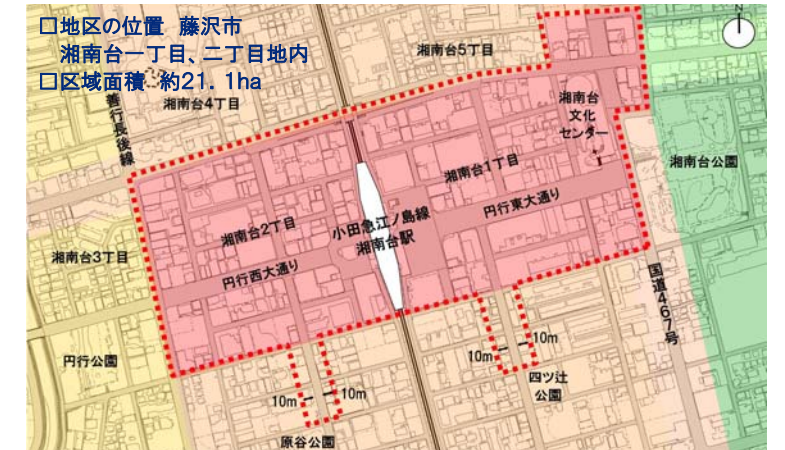 □地区の位置　藤沢市
湘南台一丁目、二丁目地内
□区域面積　約21．1ha
N
湘南台5丁目
湘南台4丁目
善行長後線
湘南台
文化
センター
湘南台公園
湘南台1丁目
円行東大通り
湘南台2丁目
小田急江ノ島線
湘南台駅
湘南台3丁目
円行西大通り
国道467号
円行公園
10m
10m
四ツ辻
公園
10m
10m
原谷公園